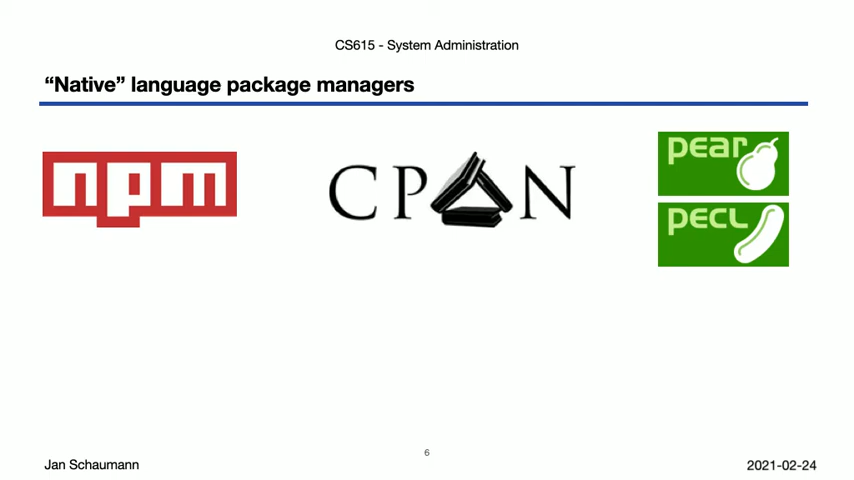 CS615 - System Administration
“Native” language package managers
npm
CPAN
pear
pecl
6
Jan Schaumann
2021-02-24